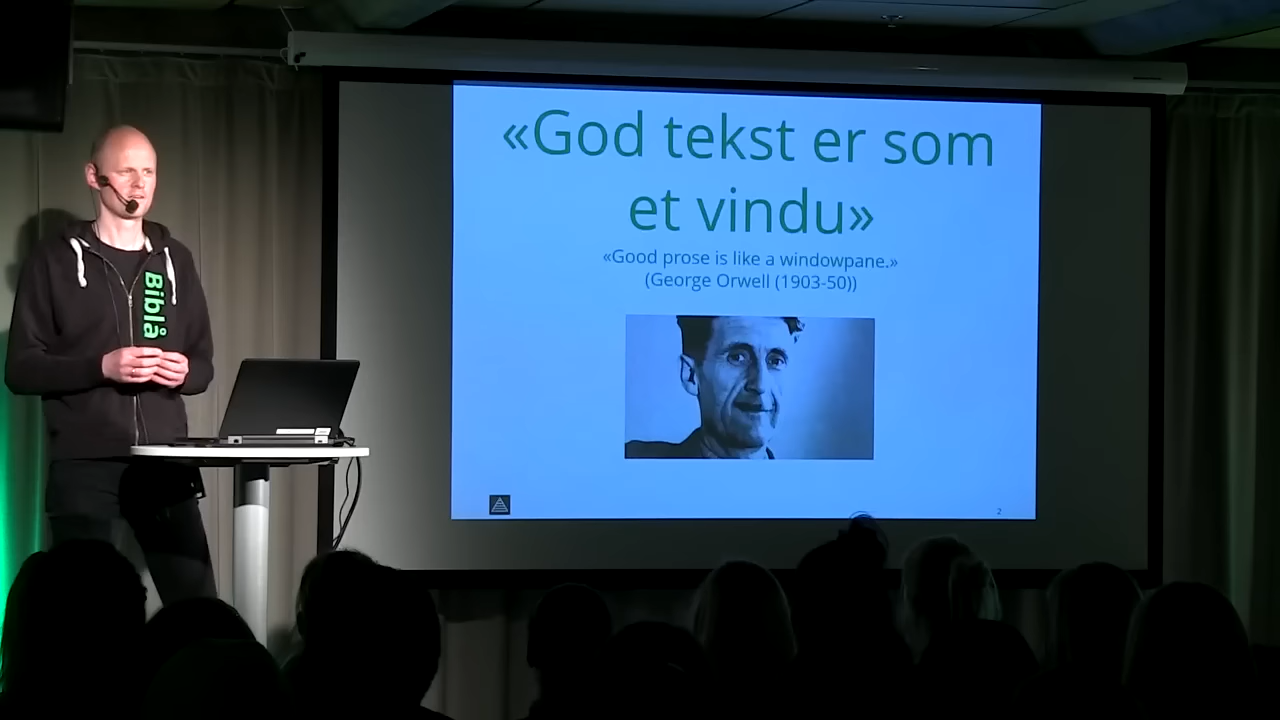 «God tekst er som
et vindu»
«Good prose is like a windowpane.»
(George Orwell (1903-50))
Biblå
2